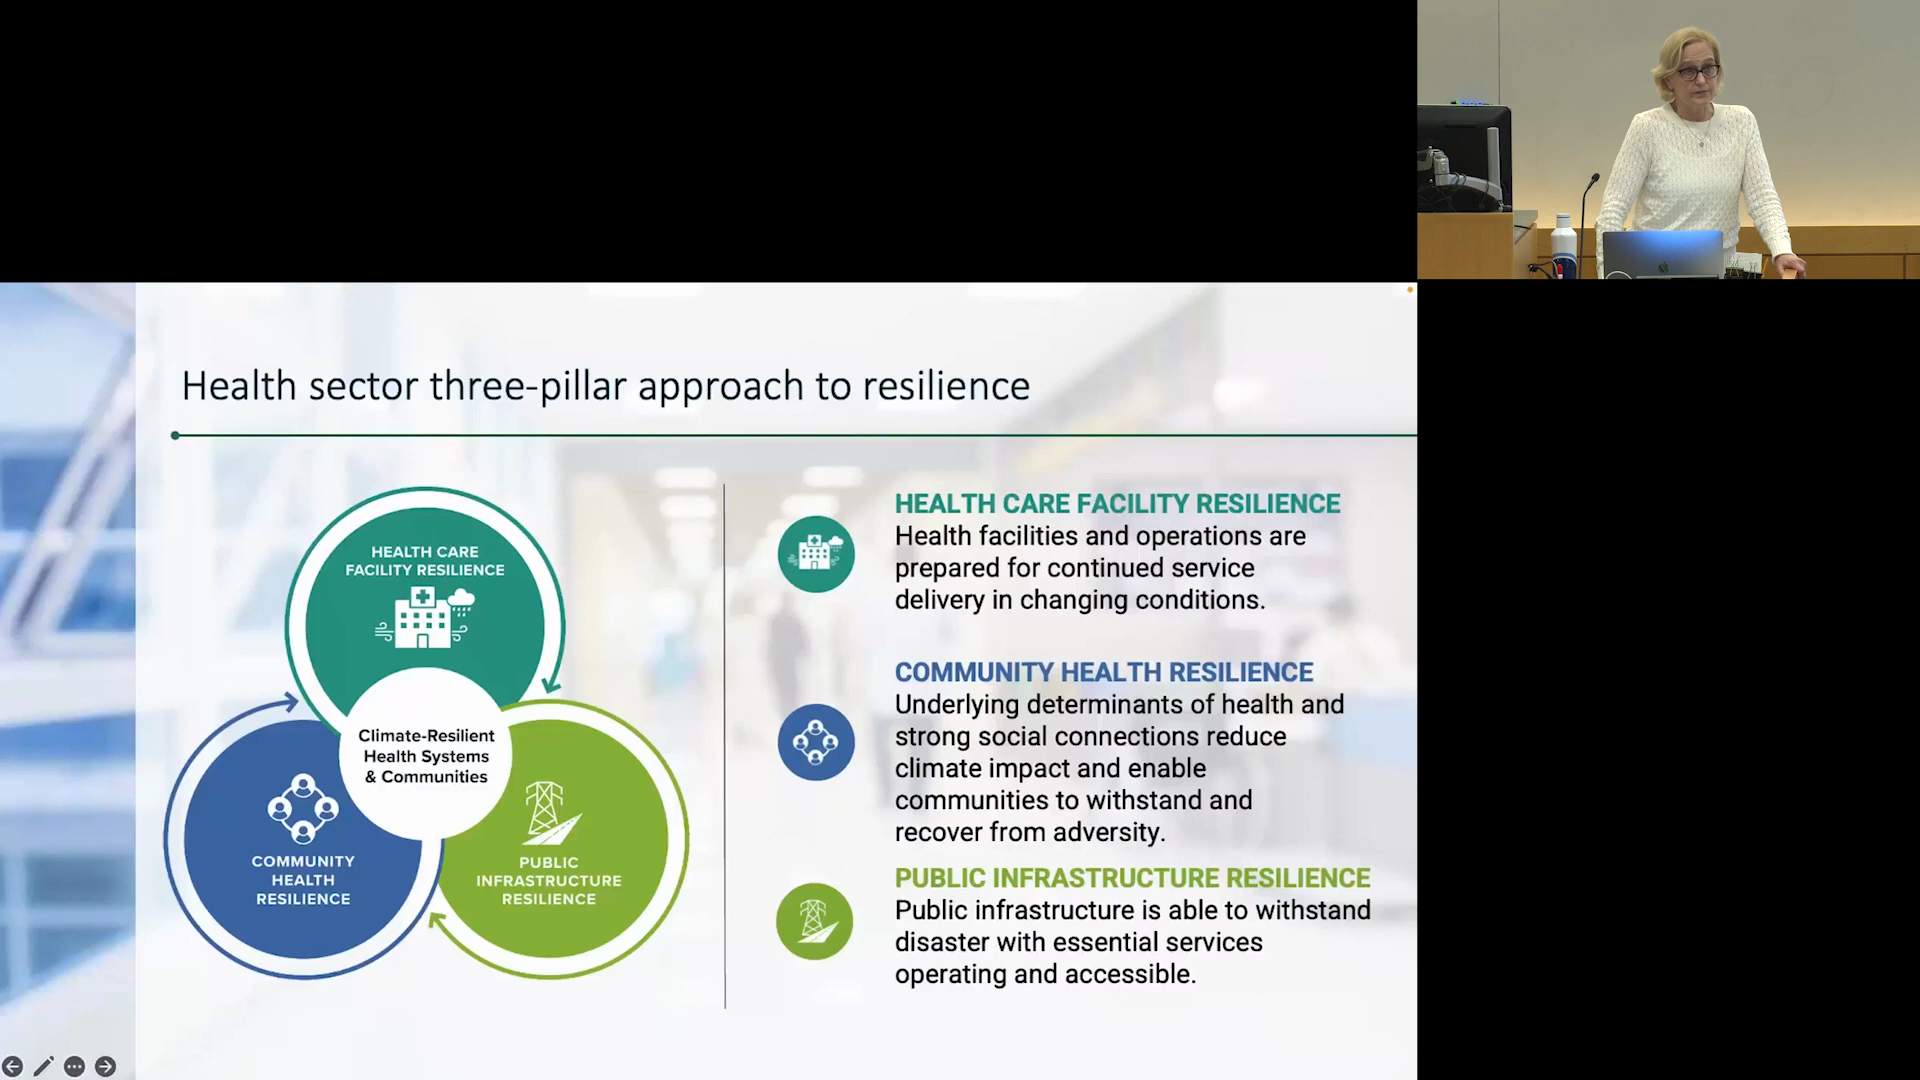 Health sector three-pillar approach to resilience
HEALTH CARE
FACILITY RESILIENCE
Climate-Resilient
Health Systems
& Communities
COMMUNITY
HEALTH
RESILIENCE
PUBLIC
INFRASTRUCTURE
RESILIENCE
HEALTH CARE FACILITY RESILIENCE
Health facilities and operations are
prepared for continued service
delivery in changing conditions.
COMMUNITY HEALTH RESILIENCE
Underlying determinants of health and
strong social connections reduce
climate impact and enable
communities to withstand and
recover from adversity.
PUBLIC INFRASTRUCTURE RESILIENCE
Public infrastructure is able to withstand
disaster with essential services
operating and accessible.